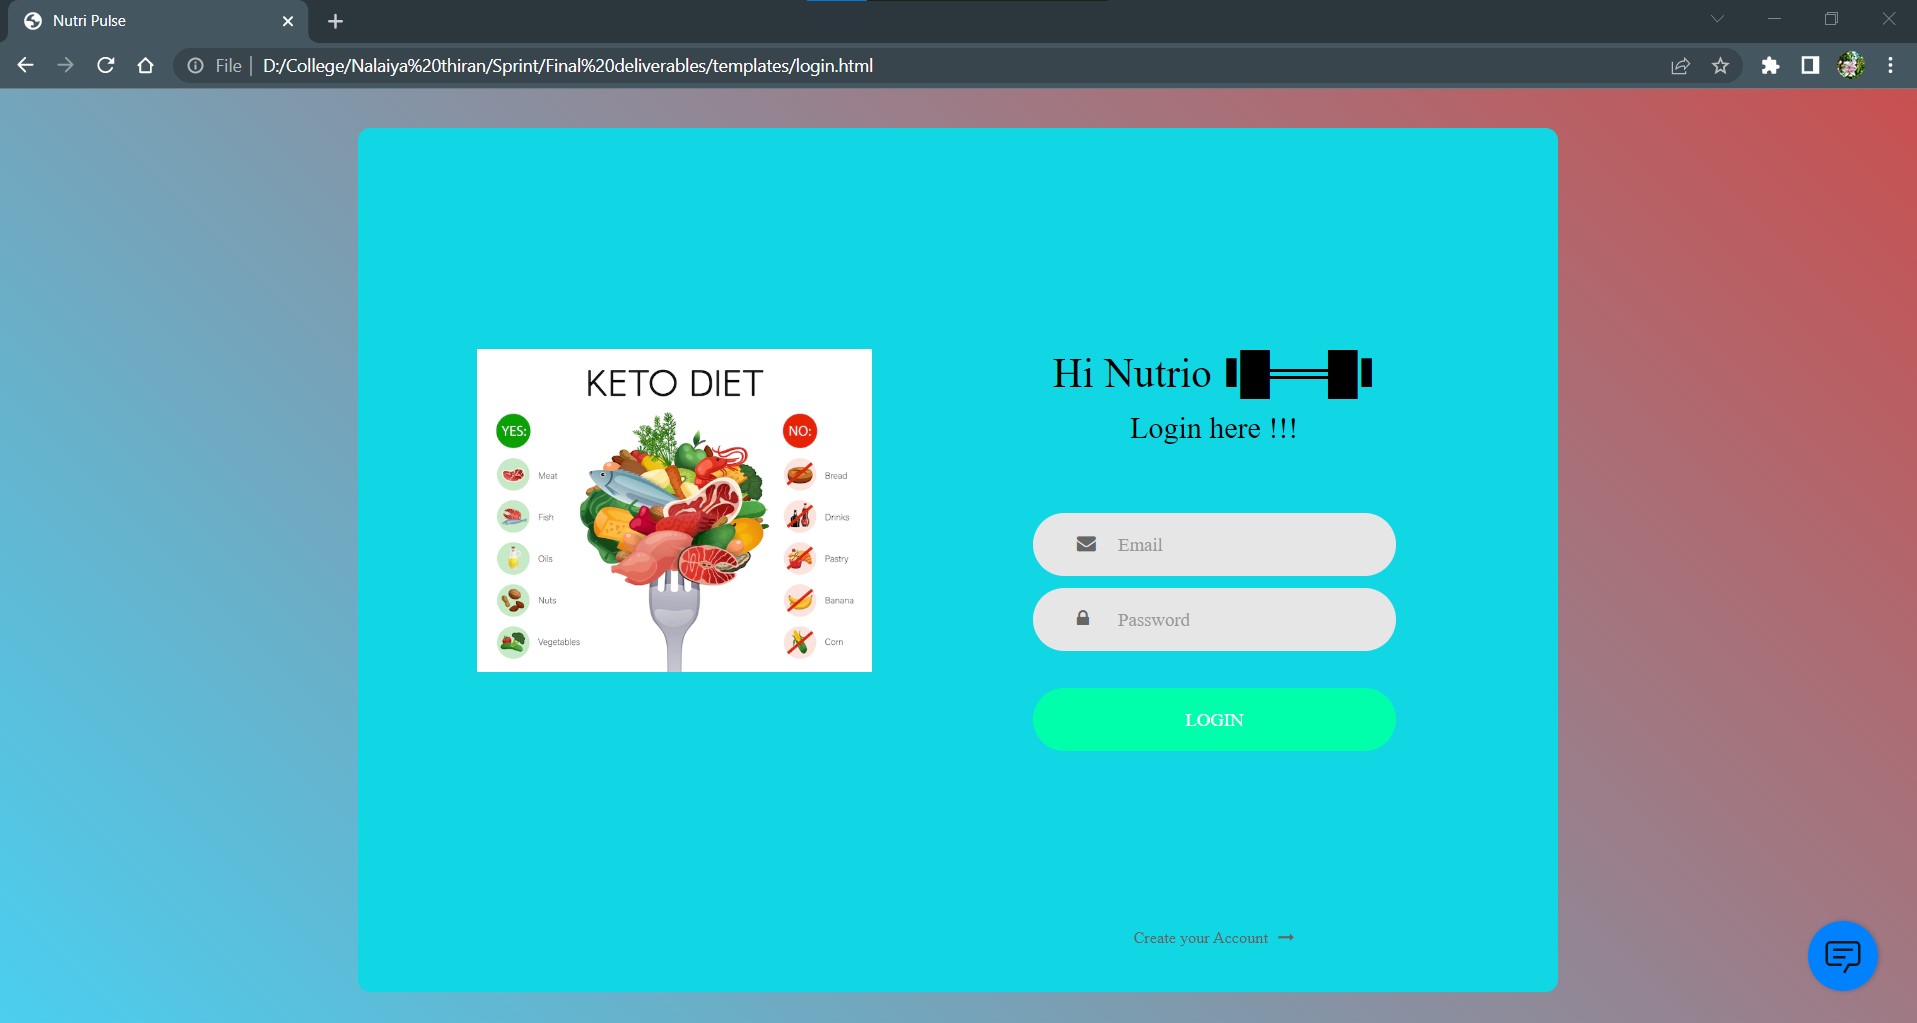 Nutri Pulse
File | D:/College/Nalaiya%20thiran/Sprint/Final%20deliverables/templates/login.html
KETO DIET
YES:
Meat
Fish
Oils
Nuts
Vegetables
NO:
Bread
Drinks
Pastry
Banana
Corn
Hi Nutrio
Login here !!!
Email
Password
LOGIN
Create your Account